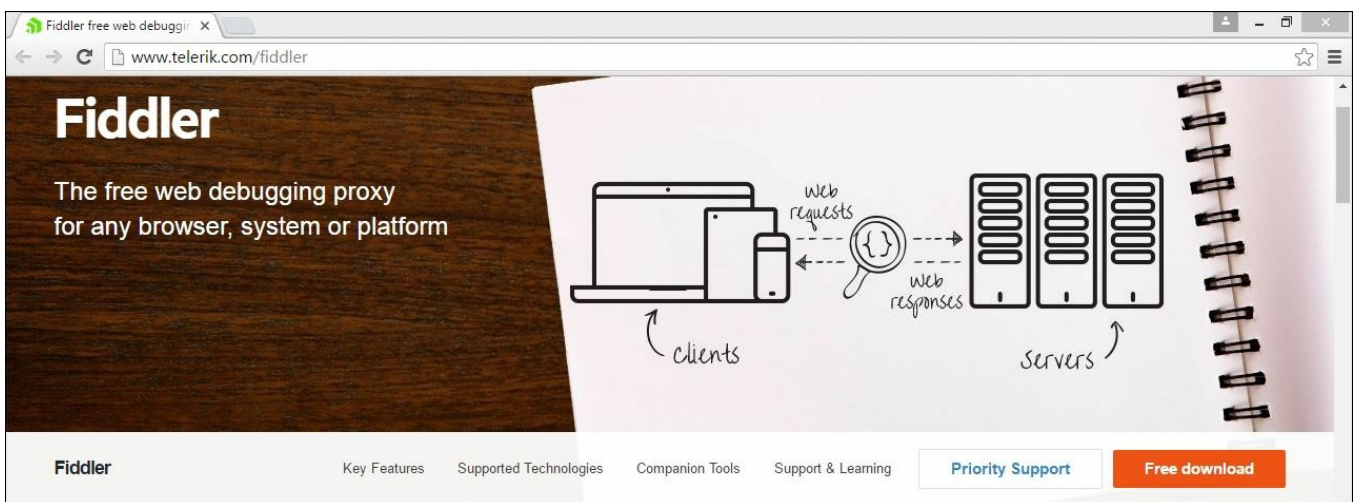 Fiddler free web debuggin
www.telerik.com/fiddler
Fiddler
The free web debugging proxy
for any browser, system or platform
web
requests
{ }
web
responses
clients
servers
Fiddler
Key Features
Supported Technologies
Companion Tools
Support & Learning
Priority Support
Free download